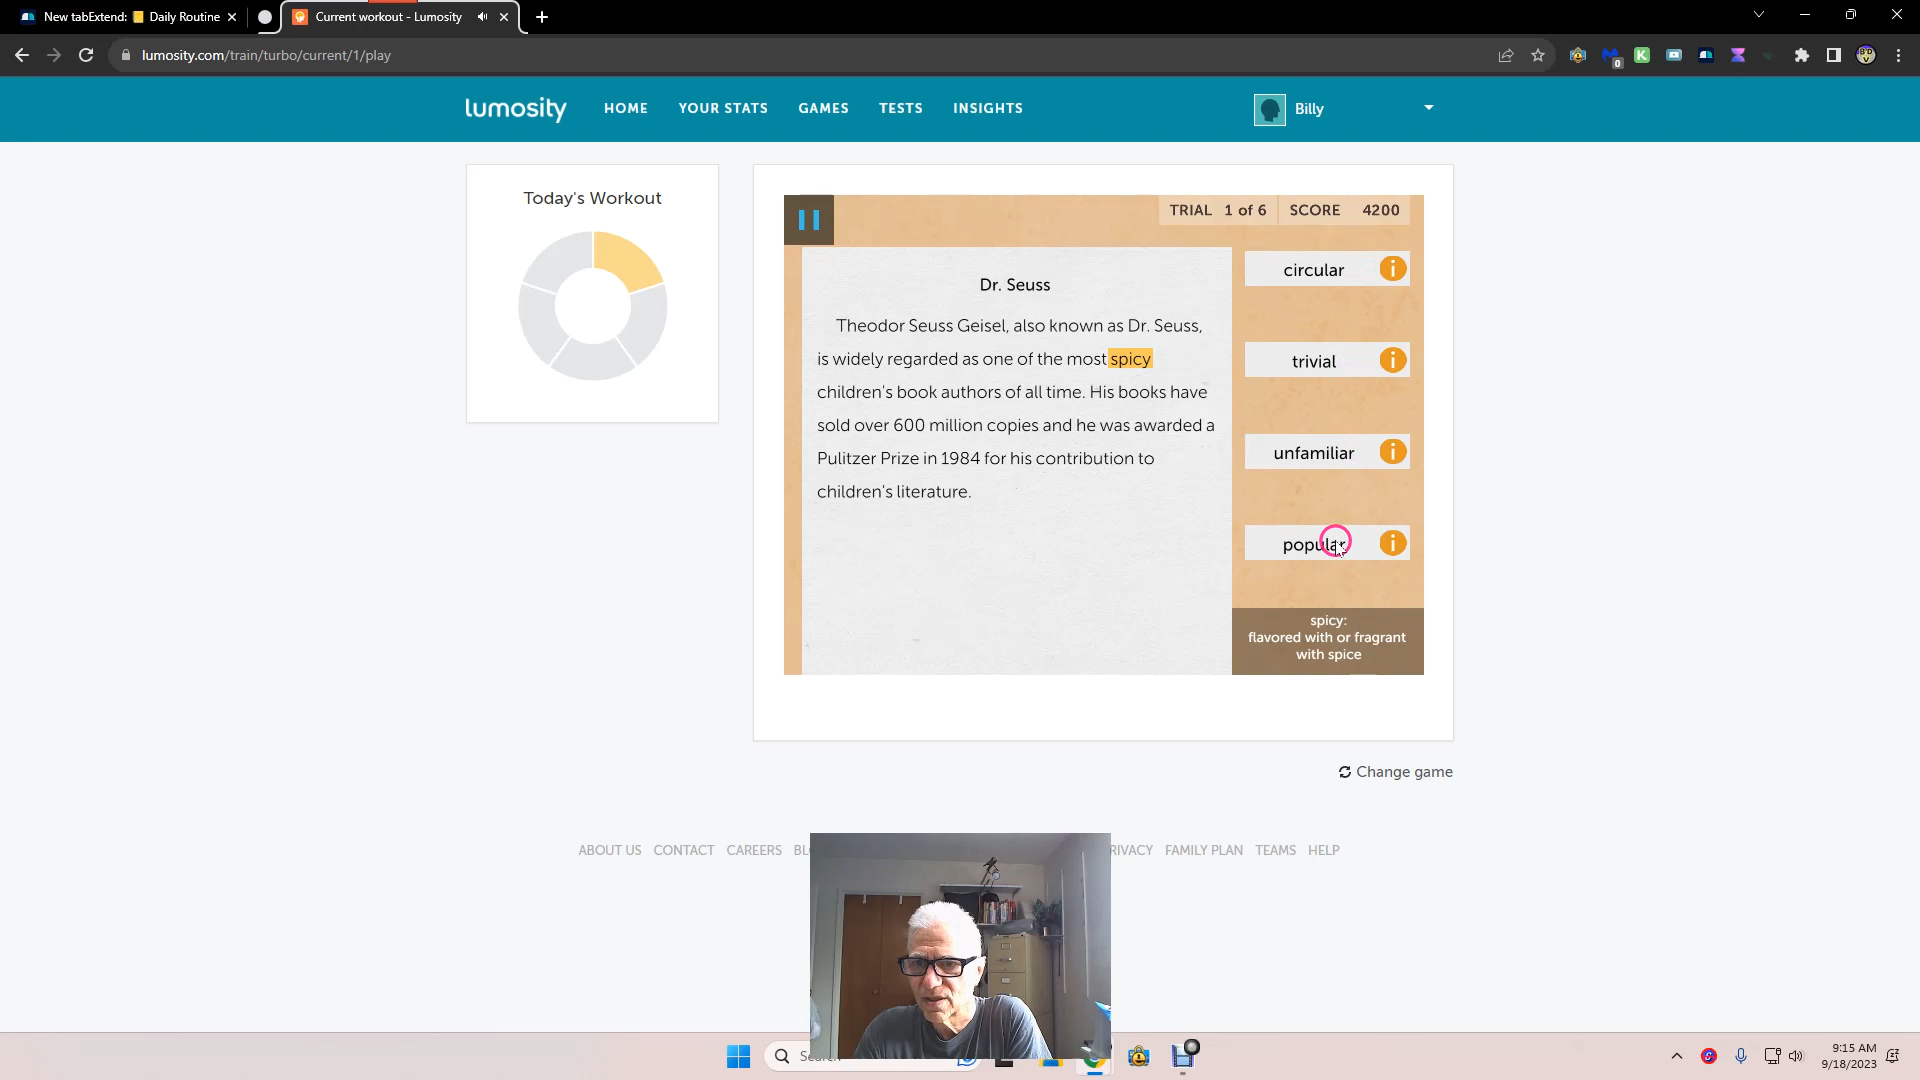 New tabExtend: 📒 Daily Routine
Current workout - Lumosity
lumosity.com/train/turbo/current/1/play
0
lumosity
HOME
YOUR STATS
GAMES
TESTS
INSIGHTS
Billy
Today's Workout
TRIAL 1 of 6
SCORE 4200
Dr. Seuss
Theodor Seuss Geisel, also known as Dr. Seuss,
is widely regarded as one of the most spicy
children's book authors of all time. His books have
sold over 600 million copies and he was awarded a
Pulitzer Prize in 1984 for his contribution to
children's literature.
circular
trivial
unfamiliar
popular
spicy:
flavored with or fragrant
with spice
Change game
ABOUT US
CONTACT
CAREERS
FAMILY PLAN
TEAMS
HELP
9:15 AM
9/18/2023